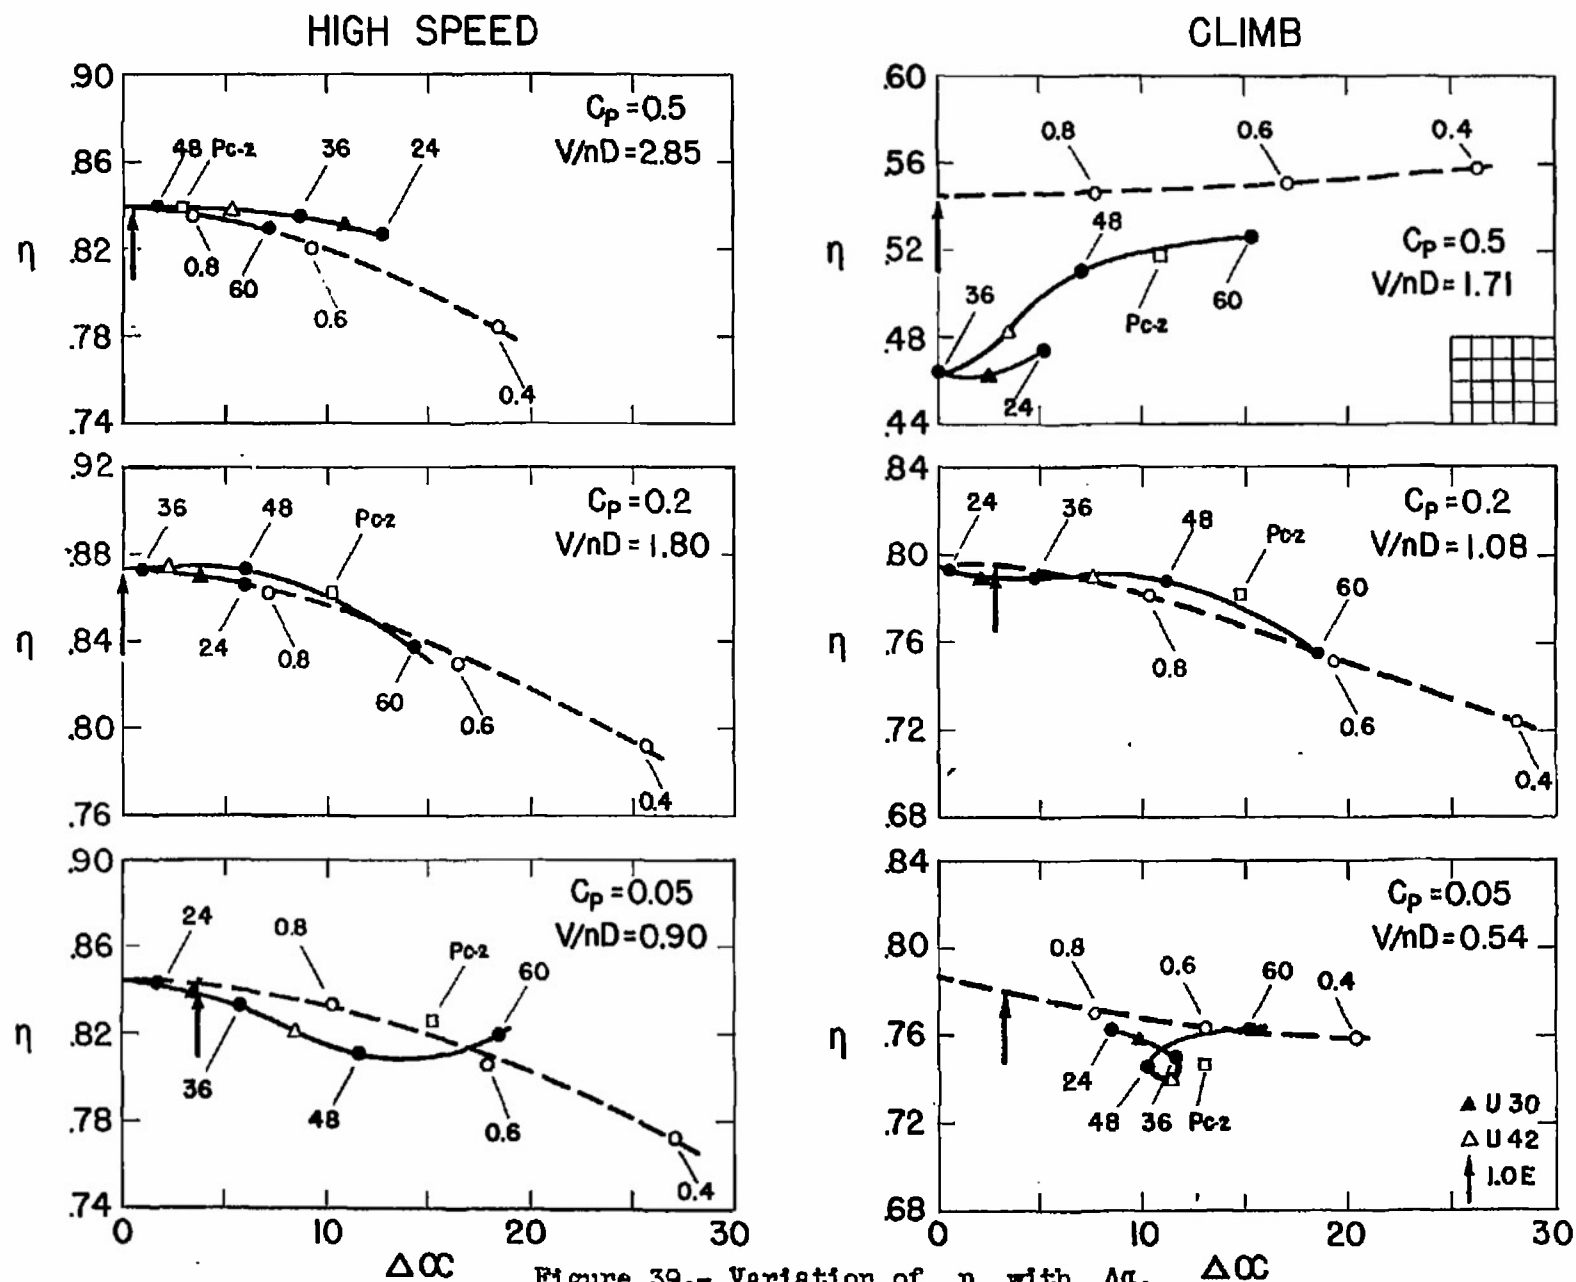 HIGH SPEED
.90
.86
.82
.78
.74
η
Cp = 0.5
V/nD = 2.85
48
Pc-2
36
24
0.8
60
0.6
0.4
.92
.88
.84
.80
.76
η
Cp = 0.2
V/nD = 1.80
36
48
Pc-2
24
0.8
60
0.6
0.4
.90
.86
.82
.78
.74
η
Cp = 0.05
V/nD = 0.90
24
0.8
Pc-2
60
36
48
0.6
0.4
0
10
20
30
Δα
CLIMB
.60
.56
.52
.48
.44
η
0.8
0.6
0.4
Cp = 0.5
V/nD = 1.71
48
36
Pc-2
60
24
.84
.80
.76
.72
.68
η
Cp = 0.2
V/nD = 1.08
24
36
48
Pc-2
60
0.8
0.6
0.4
.84
.80
.76
.72
.68
η
Cp = 0.05
V/nD = 0.54
0.8
0.6
60
0.4
24
48
36
Pc-2
▲ U 30
△ U 42
↑ 1.0 E
0
10
20
30
Δα
Figure 39.- Variation of η with Δα.